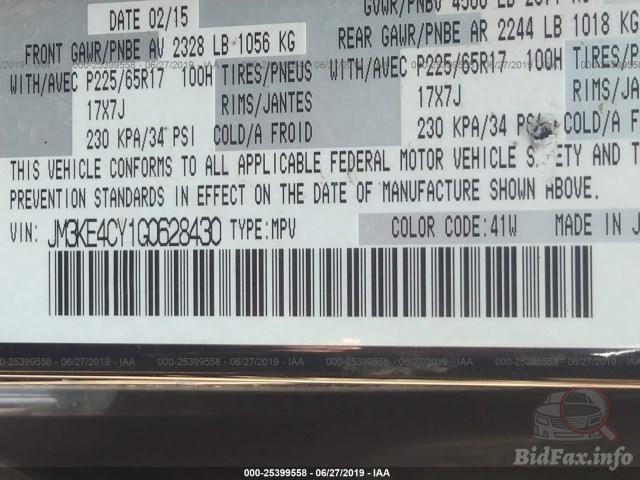 DATE 02/15
GVWR/PNBV
FRONT GAWR/PNBE AV 2328 LB 1056 KG
REAR GAWR/PNBE AR 2244 LB 1018 KG
WITH/AVEC P225/65R17 100H TIRES/PNEUS WITH/AVEC P225/65R17 100H TIRES/P
17X7J RIMS/JANTES 17X7J RIMS/JANTES
230 KPA/34 PSI COLD/A FROID 230 KPA/34 PSI COLD/A FROID
THIS VEHICLE CONFORMS TO ALL APPLICABLE FEDERAL MOTOR VEHICLE SAFETY AND T
PREVENTION STANDARDS IN EFFECT ON THE DATE OF MANUFACTURE SHOWN ABOVE.
VIN: JM3KE4CY1G0628430 TYPE:MPV COLOR CODE:41W MADE IN J
000-25399558 - 06/27/2019 - IAA
BidFax.info
000-25399558 - 06/27/2019 - IAA